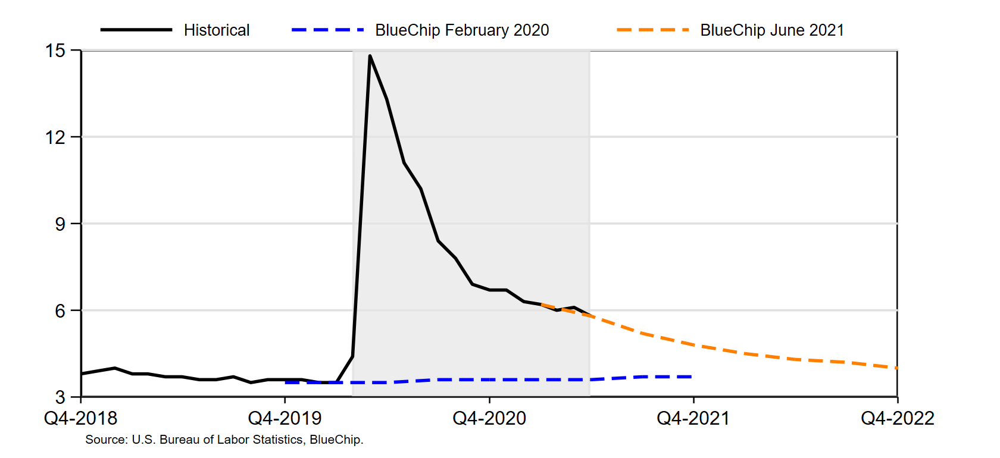 Historical BlueChip February 2020 BlueChip June 2021
15
12
9
6
3
Q4-2018 Q4-2019 Q4-2020 Q4-2021 Q4-2022
Source: U.S. Bureau of Labor Statistics, BlueChip.